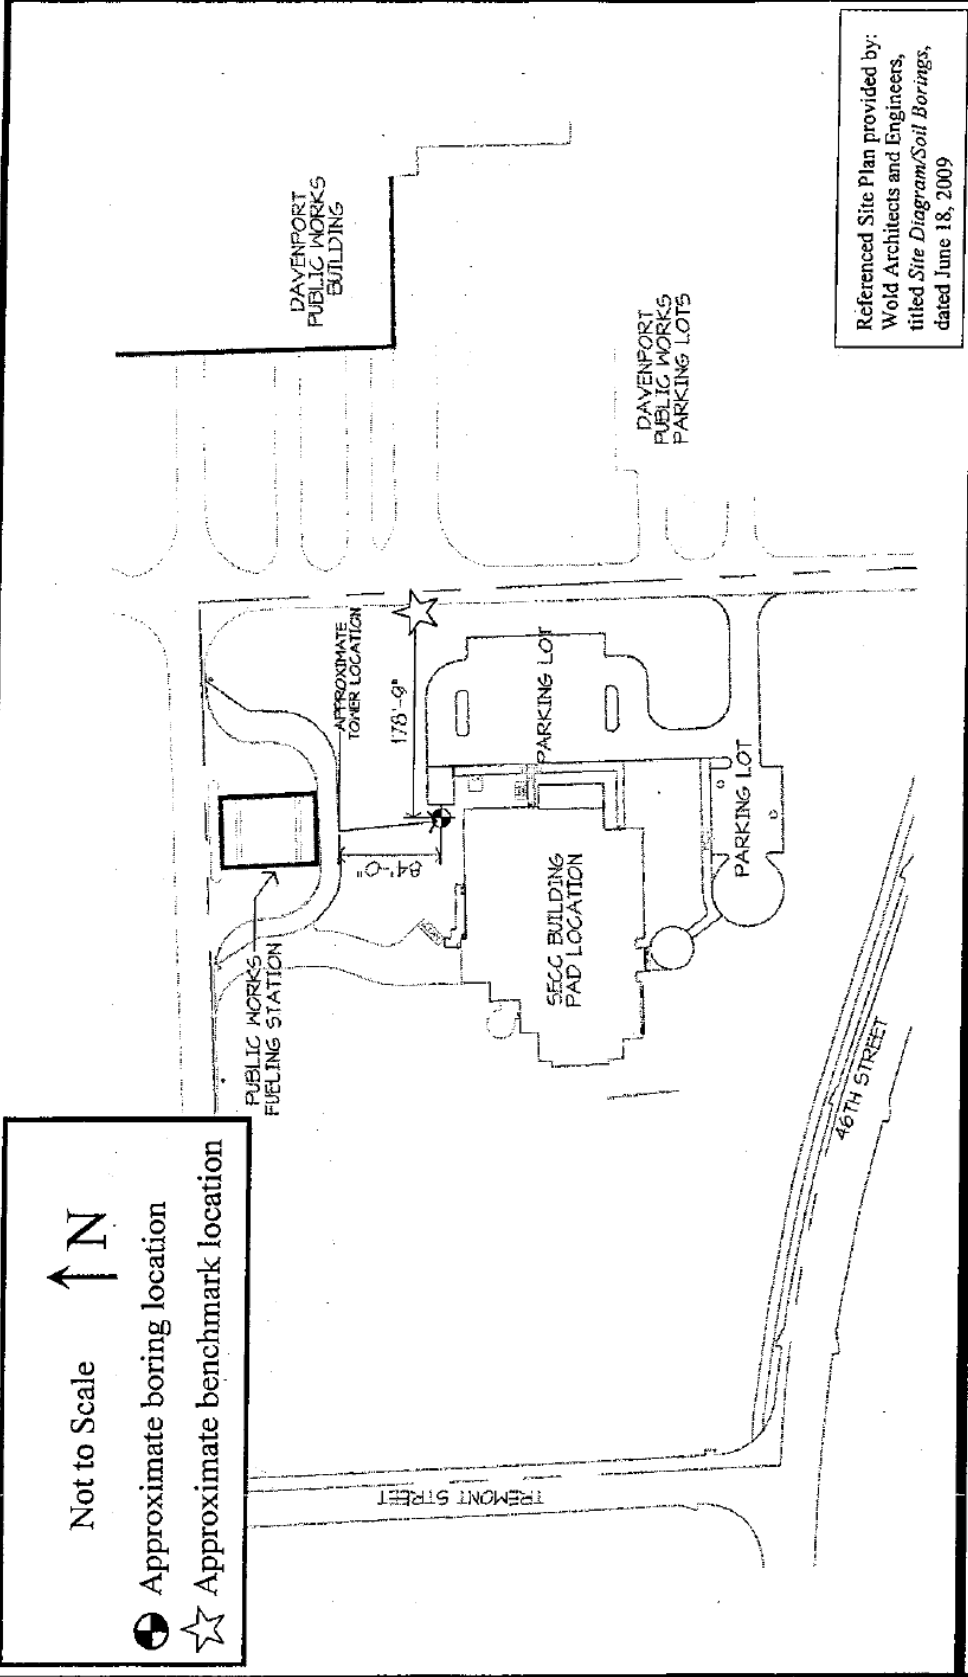 Not to Scale
N
Approximate boring location
Approximate benchmark location
PUBLIC WORKS
FUELING STATION
APPROXIMATE
TOWER LOCATION
178'-9"
84'-0"
DAVENPORT
PUBLIC WORKS
BUILDING
DAVENPORT
PUBLIC WORKS
PARKING LOTS
PARKING LOT
PARKING LOT
SECC BUILDING
PAD LOCATION
TREMONT STREET
46TH STREET
Referenced Site Plan provided by:
Wold Architects and Engineers,
titled Site Diagram/Soil Borings,
dated June 18, 2009